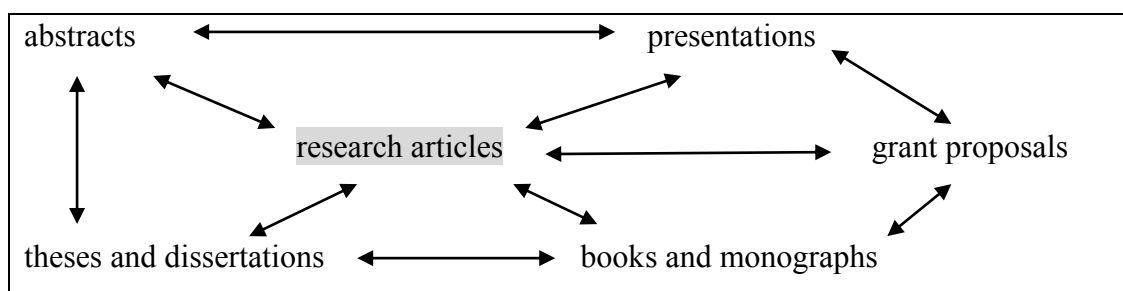 abstracts presentations
research articles grant proposals
theses and dissertations books and monographs